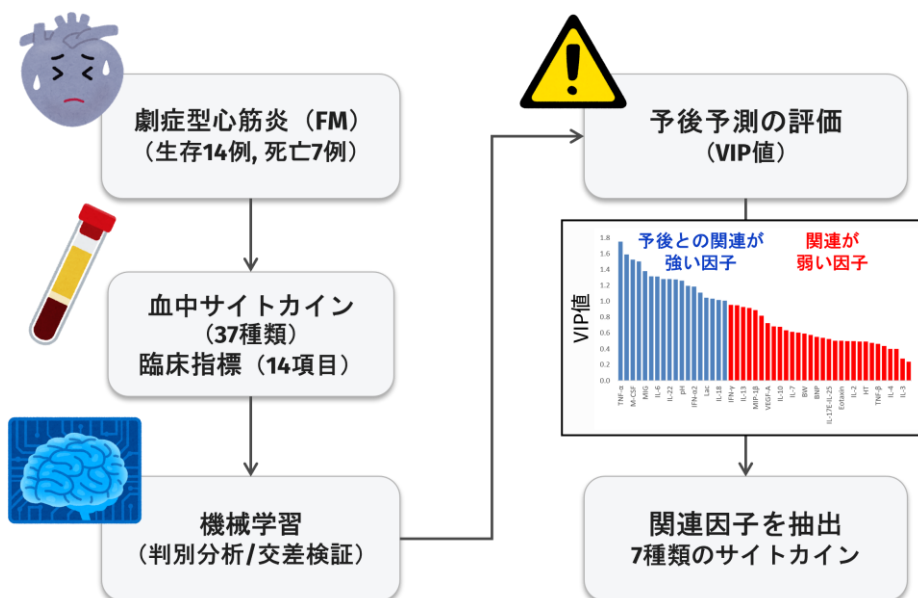 劇症型心筋炎（FM）
（生存14例, 死亡7例）
血中サイトカイン
（37種類）
臨床指標（14項目）
機械学習
（判別分析/交差検証）
予後予測の評価
（VIP値）
予後との関連が
強い因子
関連が
弱い因子
VIP値
1.8
1.6
1.4
1.2
1.0
0.8
0.6
0.4
0.2
0.0
TNF-α
M-CSF
MIG
IL-6
IL-22
pH
IFN-α2
Lac
IL-18
IFN-γ
IL-13
MIP-1β
VEGF-A
IL-10
IL-7
BW
BNP
IL-17E-IL-25
Eotaxin
IL-2
HT
TNF-β
IL-4
IL-3
関連因子を抽出
7種類のサイトカイン